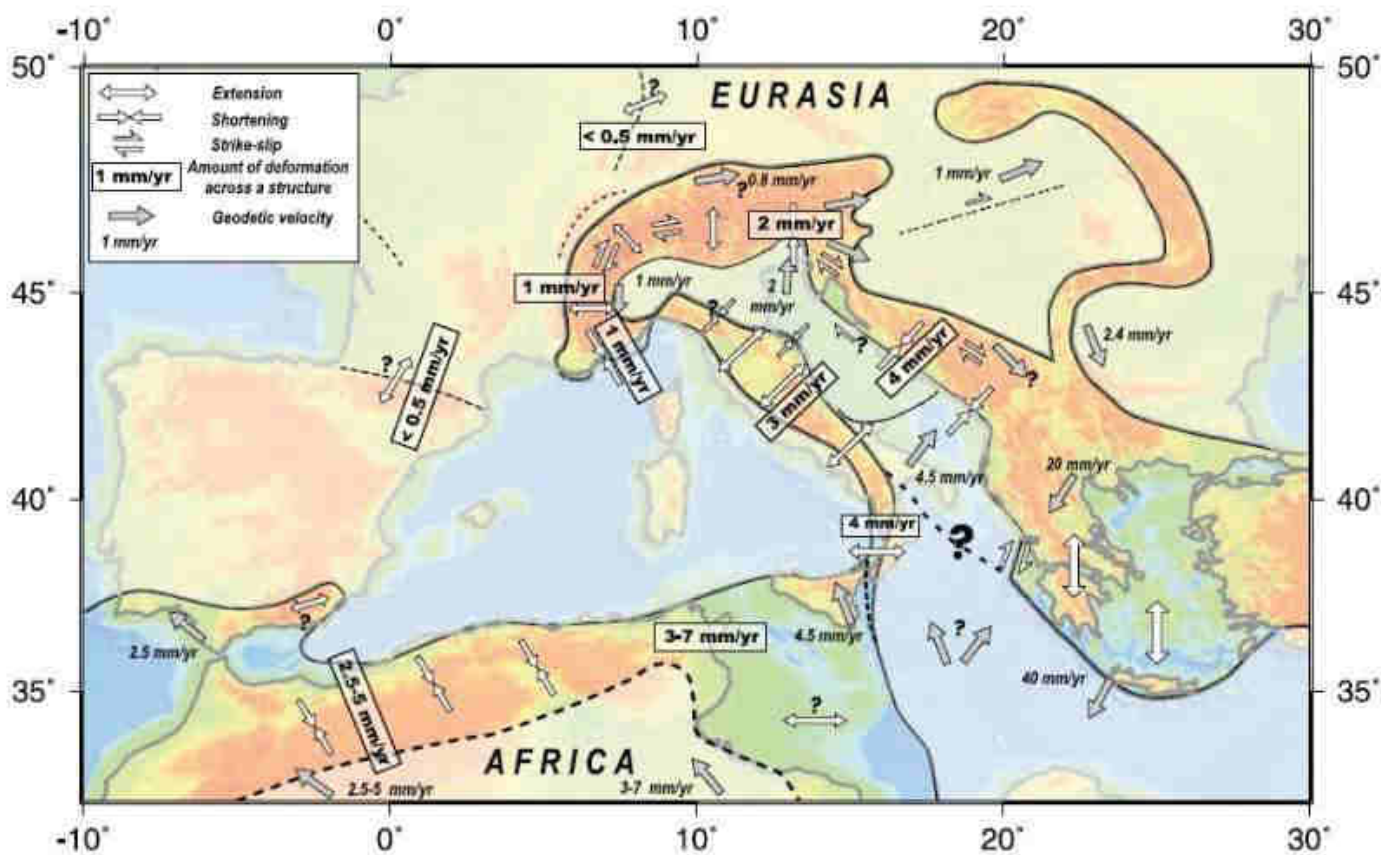 -10° 0° 10° 20° 30°
50° 50°
Extension
Shortening
Strike-slip
1 mm/yr Amount of deformation
across a structure
Geodetic velocity
1 mm/yr
EURASIA
?
< 0.5 mm/yr
?
0.8 mm/yr
1 mm/yr
2 mm/yr
45° 45°
1 mm/yr
1 mm/yr
2
mm/yr
?
1 mm/yr
?
4 mm/yr
?
2.4 mm/yr
?
< 0.5 mm/yr
3 mm/yr
20 mm/yr
4.5 mm/yr
40° 40°
4 mm/yr
?
?
2.5 mm/yr
3-7 mm/yr
4.5 mm/yr
?
2.5-5 mm/yr
40 mm/yr
35° 35°
?
AFRICA
2.5-5 mm/yr
3-7 mm/yr
-10° 0° 10° 20° 30°